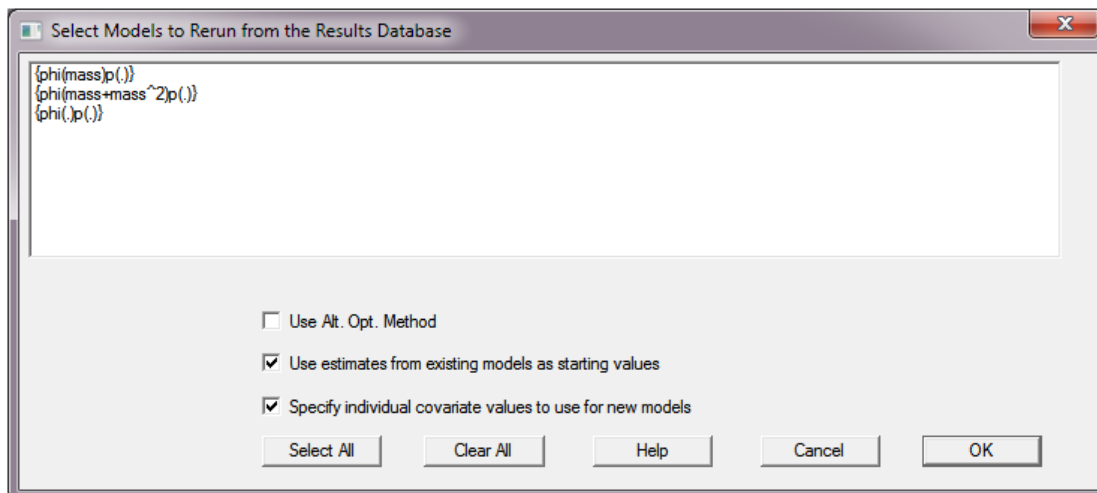 Select Models to Rerun from the Results Database
{phi(mass)p(.)}
{phi(mass+mass^2)p(.)}
{phi(.)p(.)}
Use Alt. Opt. Method
Use estimates from existing models as starting values
Specify individual covariate values to use for new models
Select All Clear All Help Cancel OK